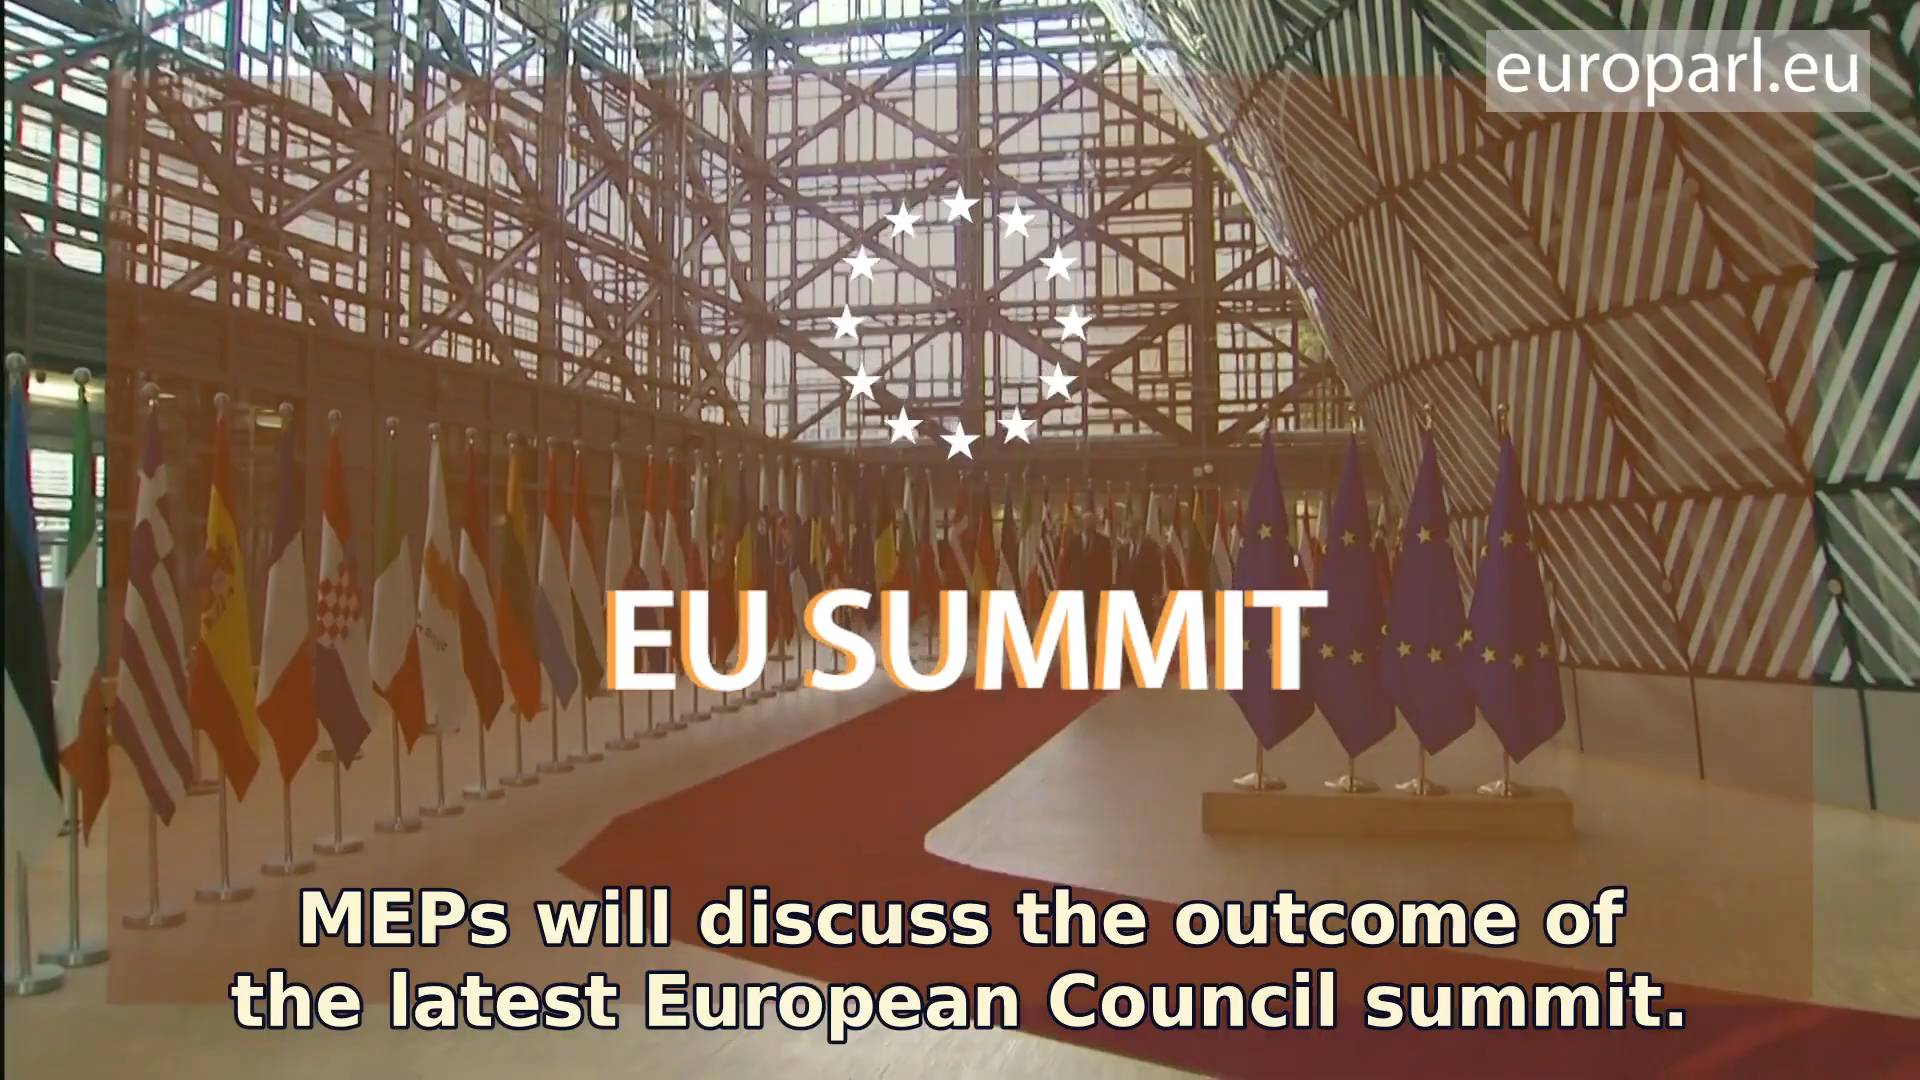 europarl.eu
EU SUMMIT
MEPs will discuss the outcome of
the latest European Council summit.